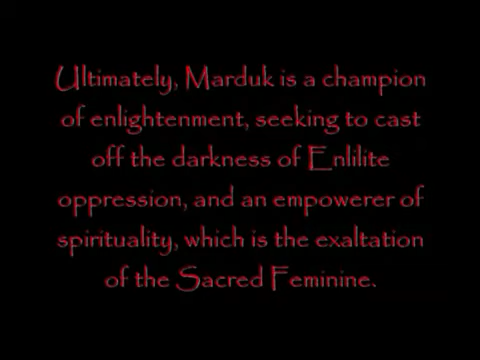 Ultimately, Marduk is a champion
of enlightenment, seeking to cast
off the darkness of Enlilite
oppression, and an empowerer of
spirituality, which is the exaltation
of the Sacred Feminine.